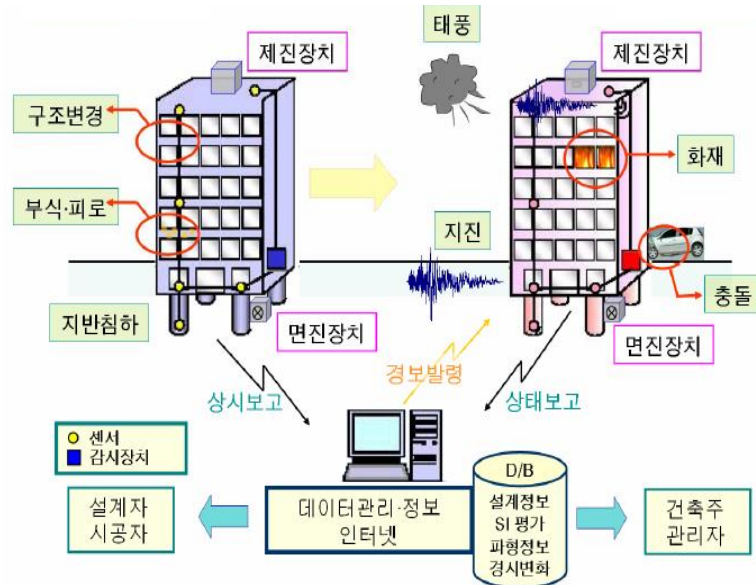 태풍
제진장치
제진장치
구조변경
화재
부식·피로
지진
충돌
지반침하
면진장치
면진장치
경보발령
상시보고
상태보고
센서
감시장치
D/B
설계정보
SI 평가
파형정보
경시변화
설계자
시공자
데이터관리·정보
인터넷
건축주
관리자